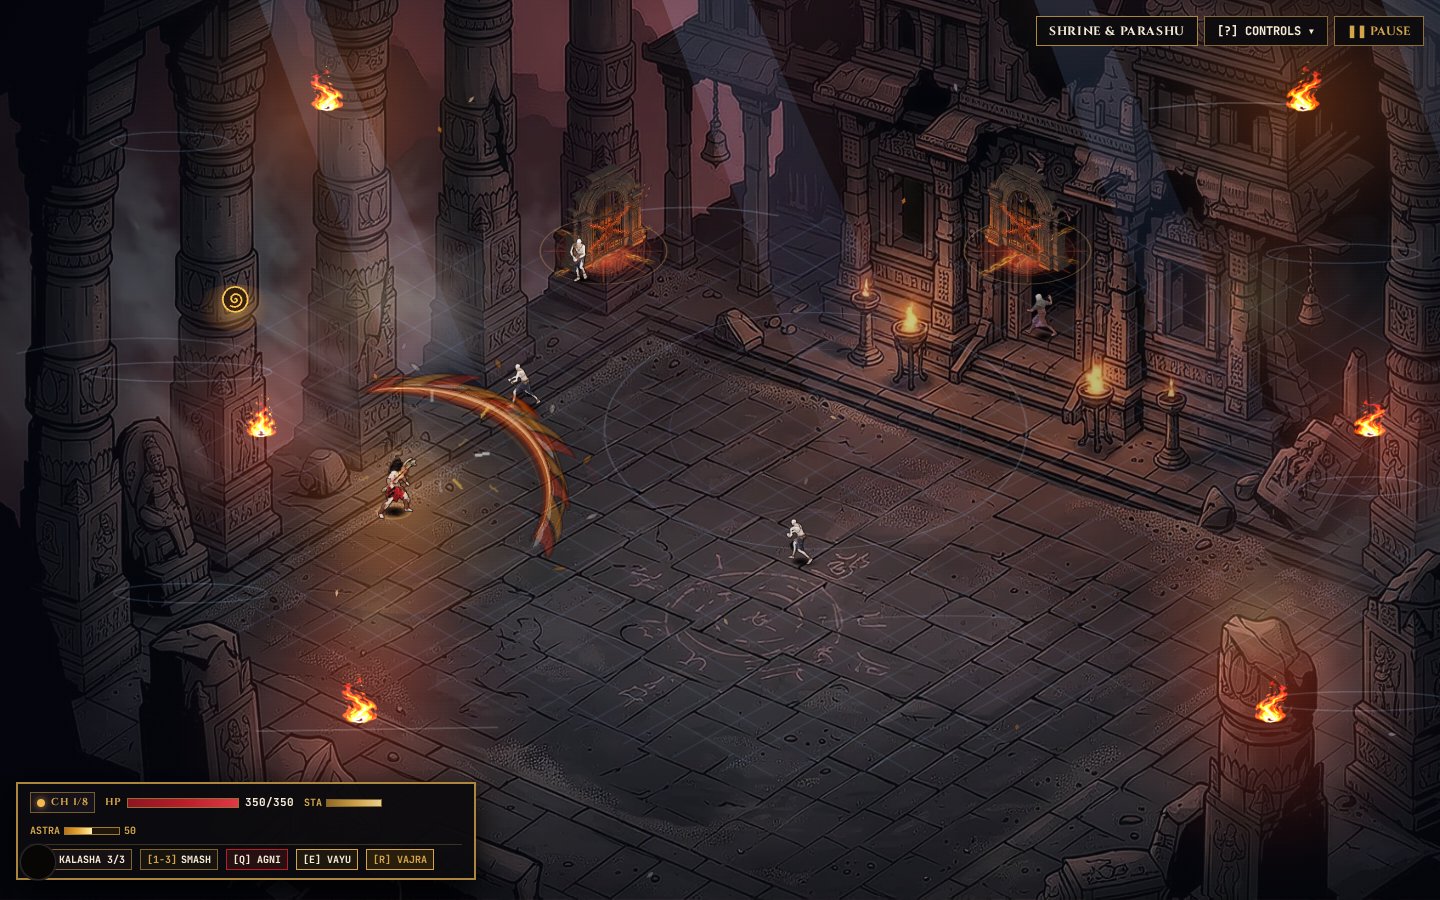 SHRINE & PARASHU
[?] CONTROLS ▾
❚❚ PAUSE
CH 1/8 HP 350/350 STA
ASTRA 50
KALASHA 3/3 [1-3] SMASH [Q] AGNI [E] VAYU [R] VAJRA